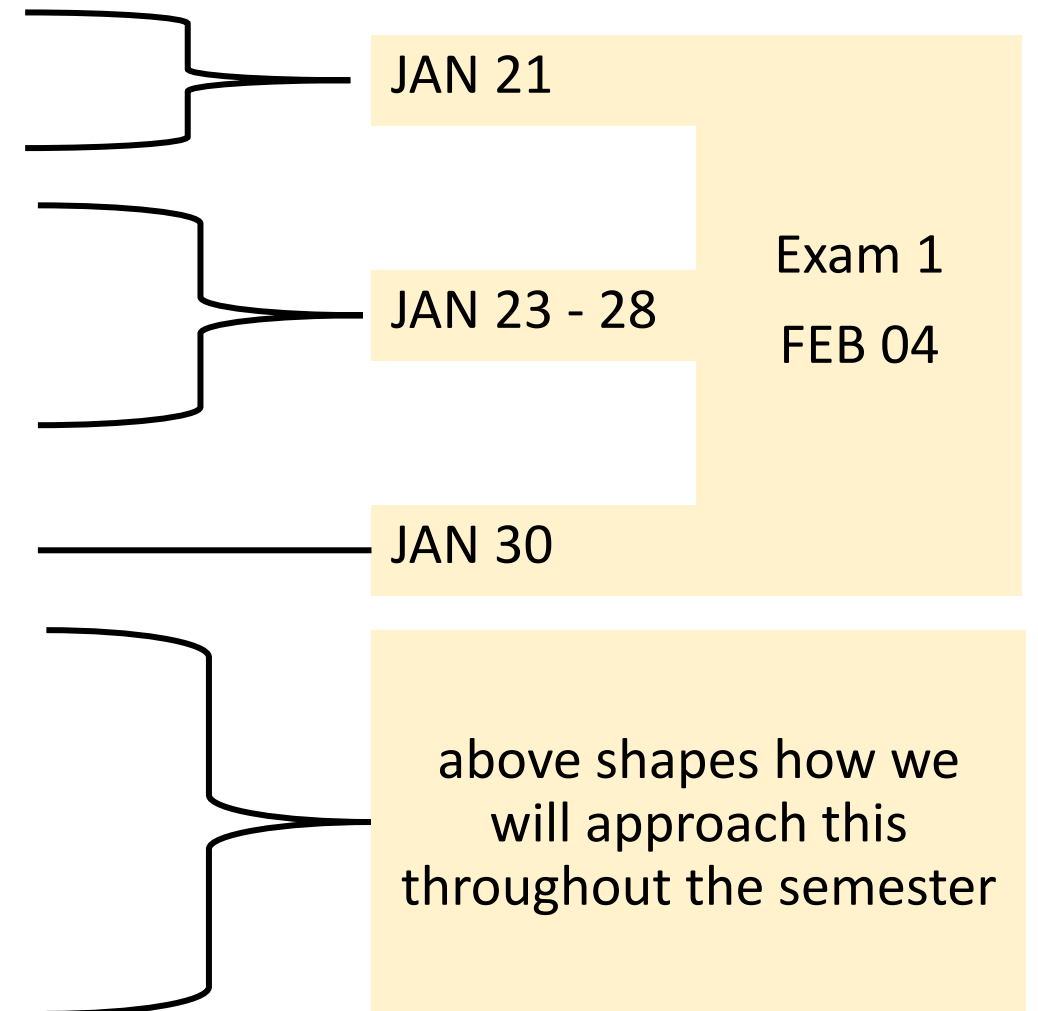 JAN 21
Exam 1
FEB 04
JAN 23 - 28
JAN 30
above shapes how we
will approach this
throughout the semester